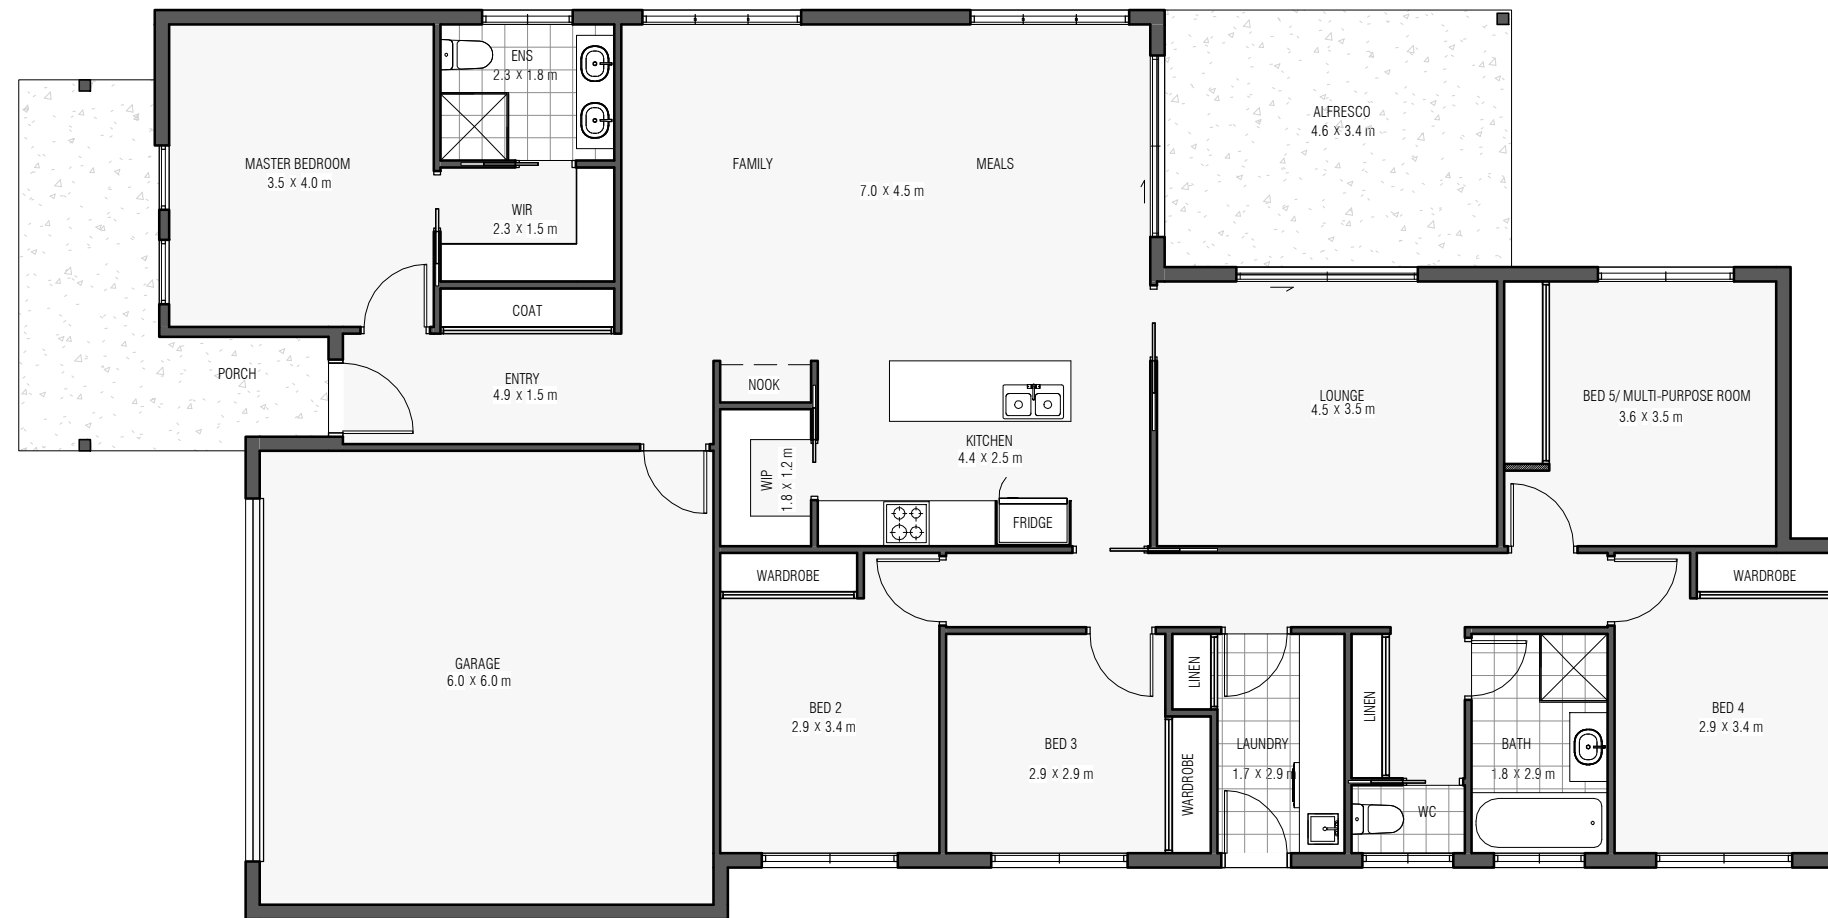 ENS
2.3 X 1.8 m
MASTER BEDROOM
3.5 X 4.0 m
WIR
2.3 X 1.5 m
COAT
FAMILY
MEALS
7.0 X 4.5 m
ALFRESCO
4.6 X 3.4 m
PORCH
ENTRY
4.9 X 1.5 m
NOOK
WIP
1.8 X 1.2 m
KITCHEN
4.4 X 2.5 m
FRIDGE
LOUNGE
4.5 X 3.5 m
BED 5/ MULTI-PURPOSE ROOM
3.6 X 3.5 m
GARAGE
6.0 X 6.0 m
WARDROBE
BED 2
2.9 X 3.4 m
BED 3
2.9 X 2.9 m
LINEN
WARDROBE
LAUNDRY
1.7 X 2.9 m
LINEN
WC
BATH
1.8 X 2.9 m
WARDROBE
BED 4
2.9 X 3.4 m